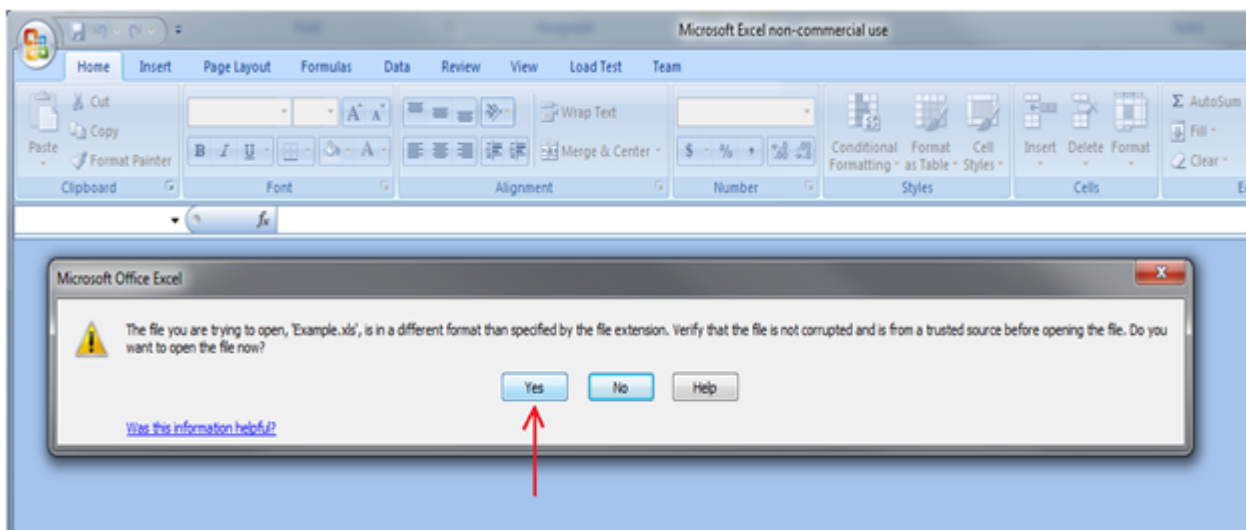 Microsoft Excel non-commercial use
Home Insert Page Layout Formulas Data Review View Load Test Team
Cut
Copy
Paste
Format Painter
Clipboard
A A
B I U A
Font
Wrap Text
Merge & Center
Alignment
$ % ,
Number
Conditional Formatting
Format as Table
Cell Styles
Styles
Insert Delete Format
Cells
Σ AutoSum
Fill
Clear
fx
Microsoft Office Excel
X
The file you are trying to open, 'Example.xls', is in a different format than specified by the file extension. Verify that the file is not corrupted and is from a trusted source before opening the file. Do you
want to open the file now?
Yes No Help
Was this information helpful?